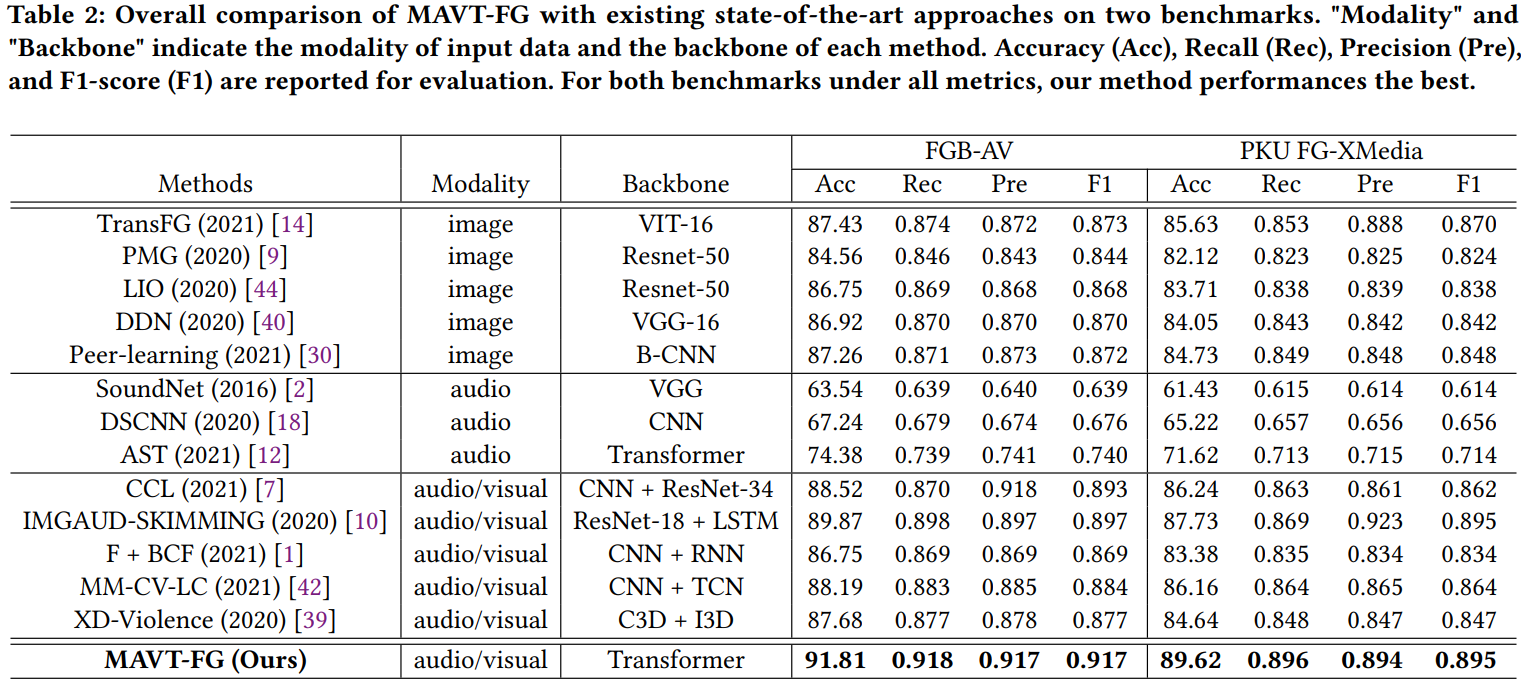 Table 2: Overall comparison of MAVT-FG with existing state-of-the-art approaches on two benchmarks. "Modality" and
"Backbone" indicate the modality of input data and the backbone of each method. Accuracy (Acc), Recall (Rec), Precision (Pre),
and F1-score (F1) are reported for evaluation. For both benchmarks under all metrics, our method performances the best.
FGB-AV PKU FG-XMedia
Methods Modality Backbone Acc Rec Pre F1 Acc Rec Pre F1
TransFG (2021) [14] image VIT-16 87.43 0.874 0.872 0.873 85.63 0.853 0.888 0.870
PMG (2020) [9] image Resnet-50 84.56 0.846 0.843 0.844 82.12 0.823 0.825 0.824
LIO (2020) [44] image Resnet-50 86.75 0.869 0.868 0.868 83.71 0.838 0.839 0.838
DDN (2020) [40] image VGG-16 86.92 0.870 0.870 0.870 84.05 0.843 0.842 0.842
Peer-learning (2021) [30] image B-CNN 87.26 0.871 0.873 0.872 84.73 0.849 0.848 0.848
SoundNet (2016) [2] audio VGG 63.54 0.639 0.640 0.639 61.43 0.615 0.614 0.614
DSCNN (2020) [18] audio CNN 67.24 0.679 0.674 0.676 65.22 0.657 0.656 0.656
AST (2021) [12] audio Transformer 74.38 0.739 0.741 0.740 71.62 0.713 0.715 0.714
CCL (2021) [7] audio/visual CNN + ResNet-34 88.52 0.870 0.918 0.893 86.24 0.863 0.861 0.862
IMGAUD-SKIMMING (2020) [10] audio/visual ResNet-18 + LSTM 89.87 0.898 0.897 0.897 87.73 0.869 0.923 0.895
F + BCF (2021) [1] audio/visual CNN + RNN 86.75 0.869 0.869 0.869 83.38 0.835 0.834 0.834
MM-CV-LC (2021) [42] audio/visual CNN + TCN 88.19 0.883 0.885 0.884 86.16 0.864 0.865 0.864
XD-Violence (2020) [39] audio/visual C3D + I3D 87.68 0.877 0.878 0.877 84.64 0.848 0.847 0.847
MAVT-FG (Ours) audio/visual Transformer 91.81 0.918 0.917 0.917 89.62 0.896 0.894 0.895